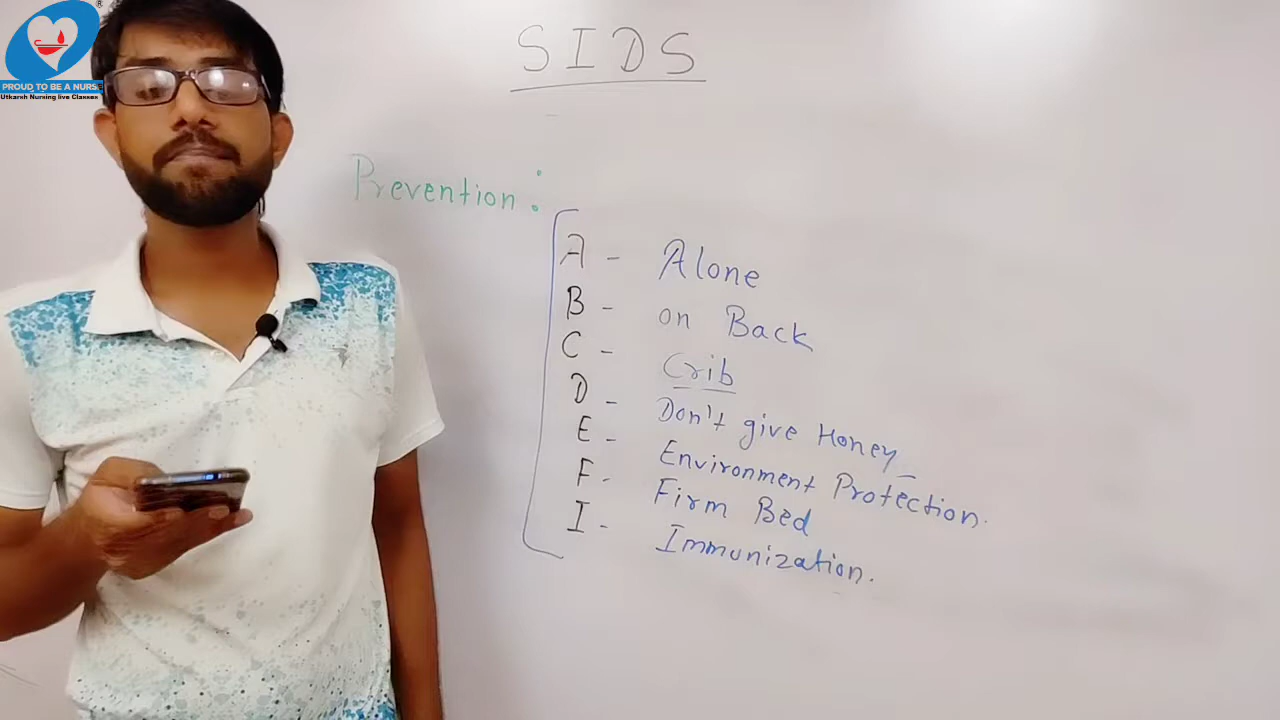 ®
PROUD TO BE A NURSE
Utkarsh Nursing live Classes
SIDS
Prevention:
A - Alone
B - on Back
C - Crib
D - Don't give Honey
E - Environment Protection.
F - Firm Bed
I - Immunization.